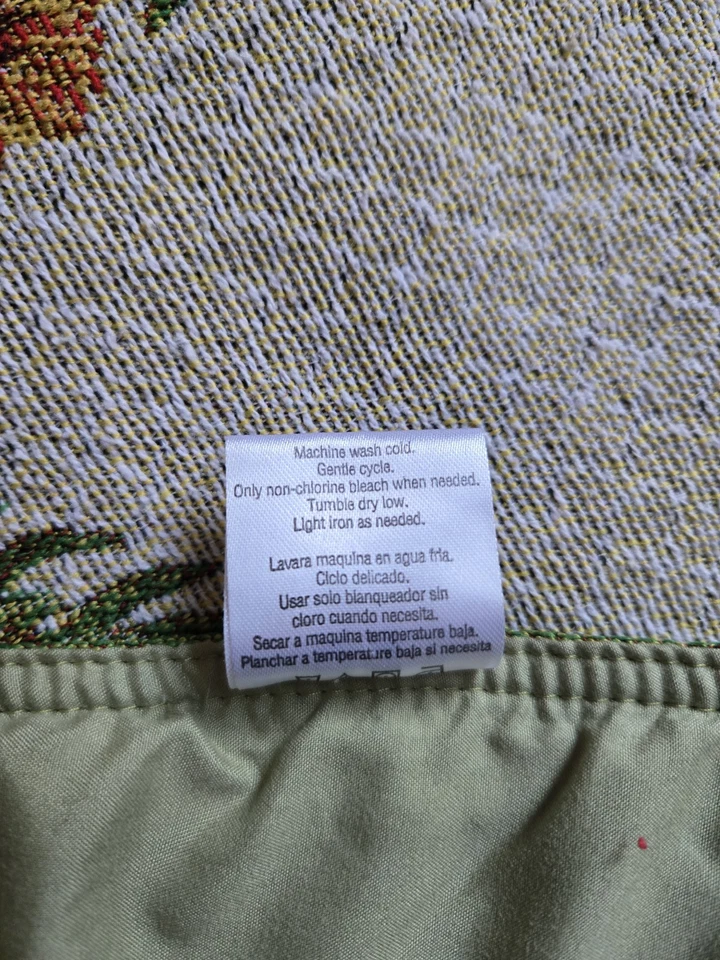 Machine wash cold.
Gentle cycle.
Only non-chlorine bleach when needed.
Tumble dry low.
Light iron as needed.
Lavara maquina en agua fria.
Ciclo delicado.
Usar solo blanqueador sin
cloro cuando necesita.
Secar a maquina temperature baja.
Planchar a temperature baja si necesita